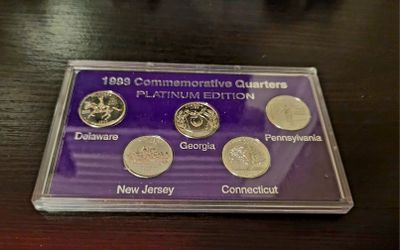 1999 Commemorative Quarters
PLATINUM EDITION
Delaware
Georgia
Pennsylvania
New Jersey
Connecticut